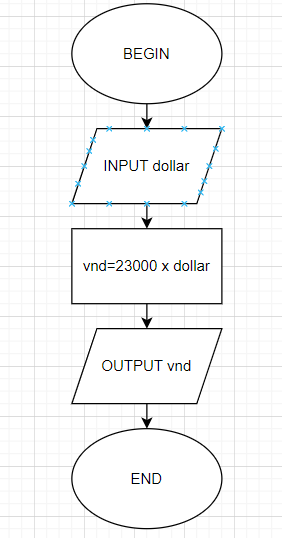 BEGIN
INPUT dollar
vnd=23000 x dollar
OUTPUT vnd
END